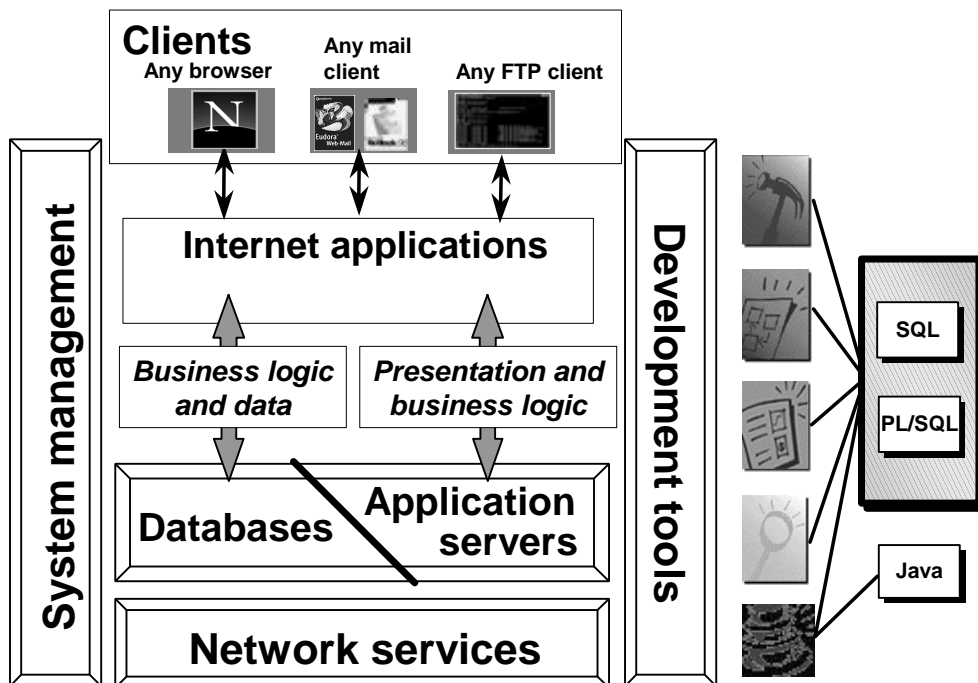 Clients
Any browser
Any mail
client
Any FTP client
N
Eudora
Web-Mail
System management
Internet applications
Business logic
and data
Presentation and
business logic
Databases
Application
servers
Network services
Development tools
SQL
PL/SQL
Java